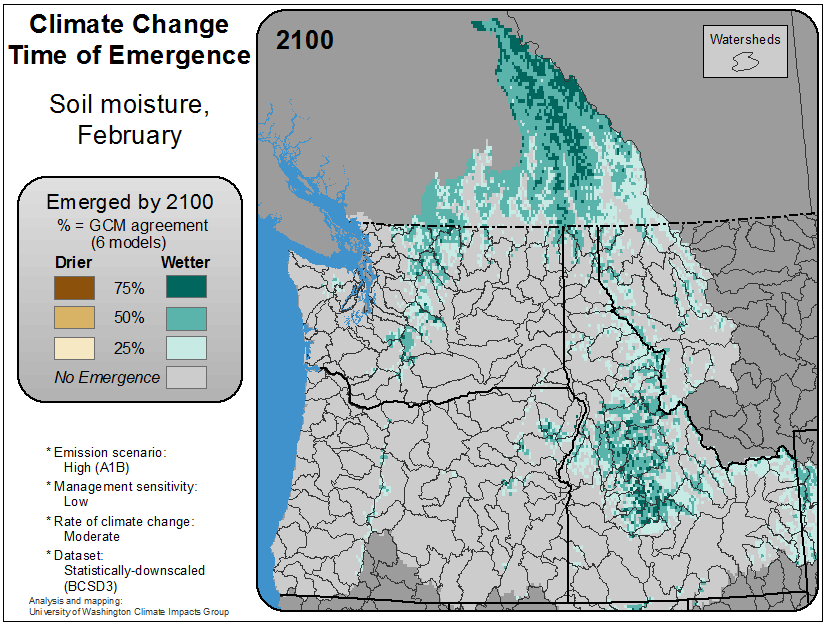 Climate Change
Time of Emergence
Soil moisture,
February
Emerged by 2100
% = GCM agreement
(6 models)
Drier
Wetter
75%
50%
25%
No Emergence
* Emission scenario:
High (A1B)
* Management sensitivity:
Low
* Rate of climate change:
Moderate
* Dataset:
Statistically-downscaled
(BCSD3)
Analysis and mapping:
University of Washington Climate Impacts Group
2100
Watersheds